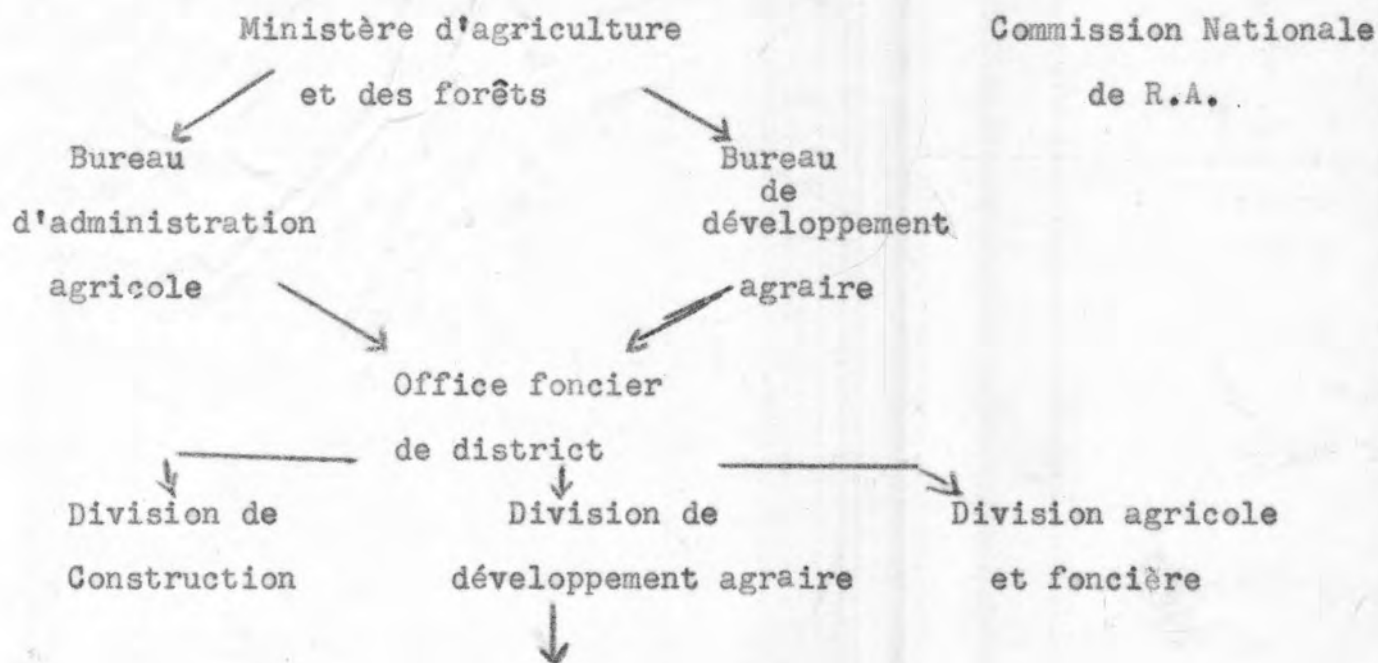 Ministère d'agriculture
et des forêts
Commission Nationale
de R.A.
Bureau
d'administration
agricole
Bureau
de
développement
agraire
Office foncier
de district
Division de
Construction
Division de
développement agraire
Division agricole
et foncière